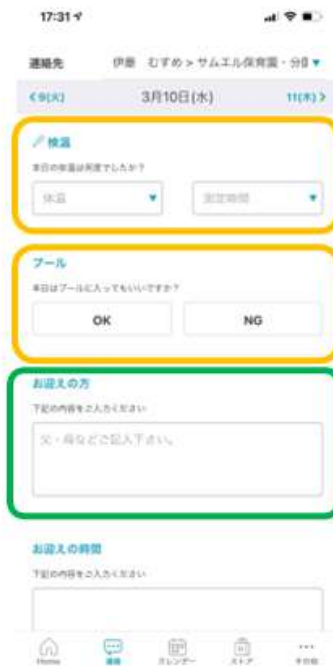 17:31
連絡先 伊藤 むすめ > サムエル保育園・分
< 9(火) 3月10日(水) 11(木) >
検温
本日の体温は何度でしたか?
体温 測定時間
プール
本日はプールに入ってもいいですか?
OK NG
お迎えの方
下記の内容をご入力ください
父・母などご記入下さい。
お迎えの時間
下記の内容をご入力ください
Home 連絡 カレンダー ストア その他